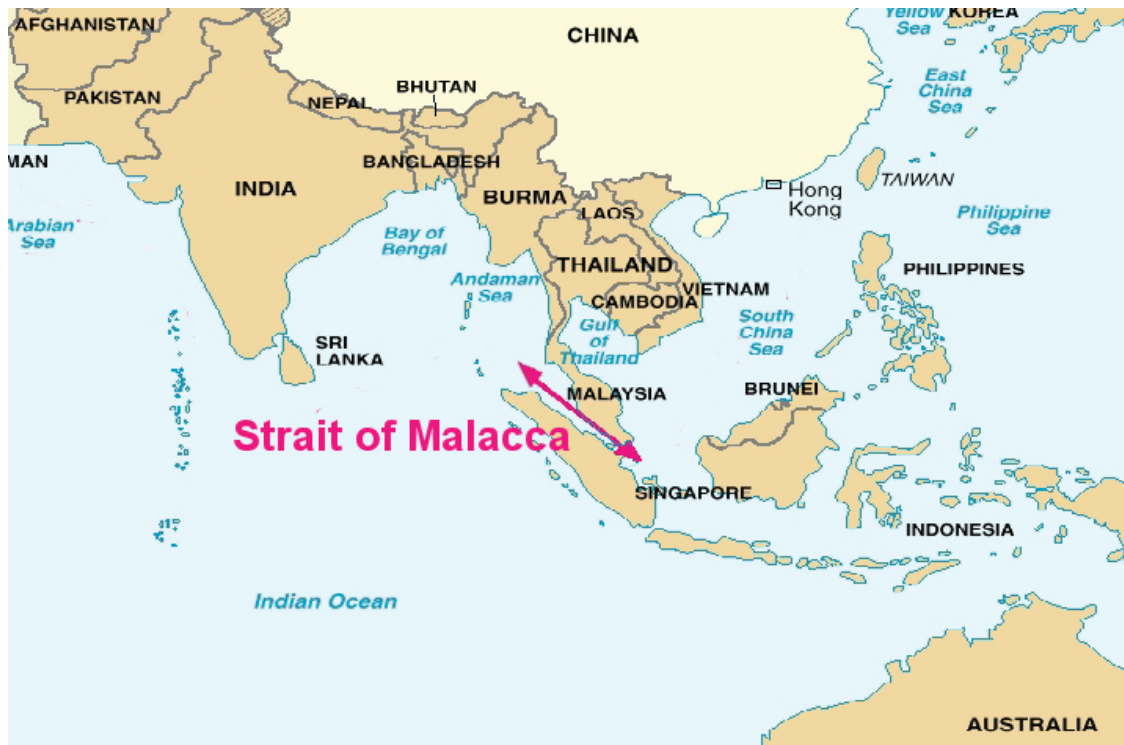 AFGHANISTAN
CHINA
Yellow
Sea
KOREA
PAKISTAN
NEPAL
BHUTAN
East
China
Sea
MAN
BANGLADESH
INDIA
BURMA
Hong
Kong
TAIWAN
LAOS
Arabian
Sea
Bay of
Bengal
Philippine
Sea
Andaman
Sea
THAILAND
PHILIPPINES
CAMBODIA
VIETNAM
Gulf
of
Thailand
South
China
Sea
SRI
LANKA
MALAYSIA
BRUNEI
Strait of Malacca
SINGAPORE
INDONESIA
Indian Ocean
AUSTRALIA